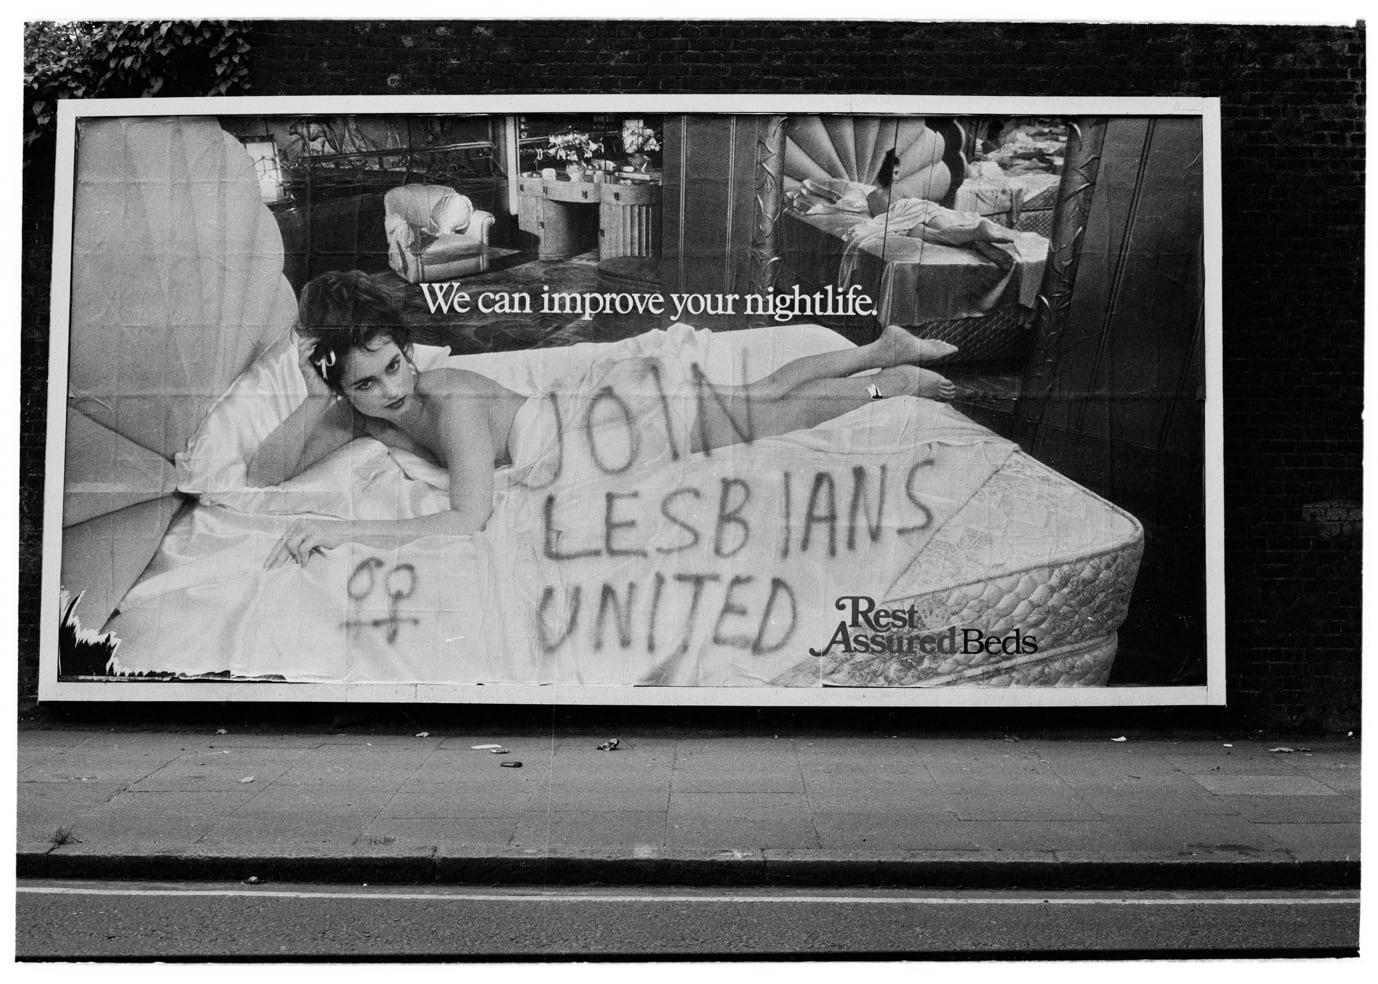 We can improve your nightlife.
JOIN
LESBIANS
UNITED
Rest
Assured Beds